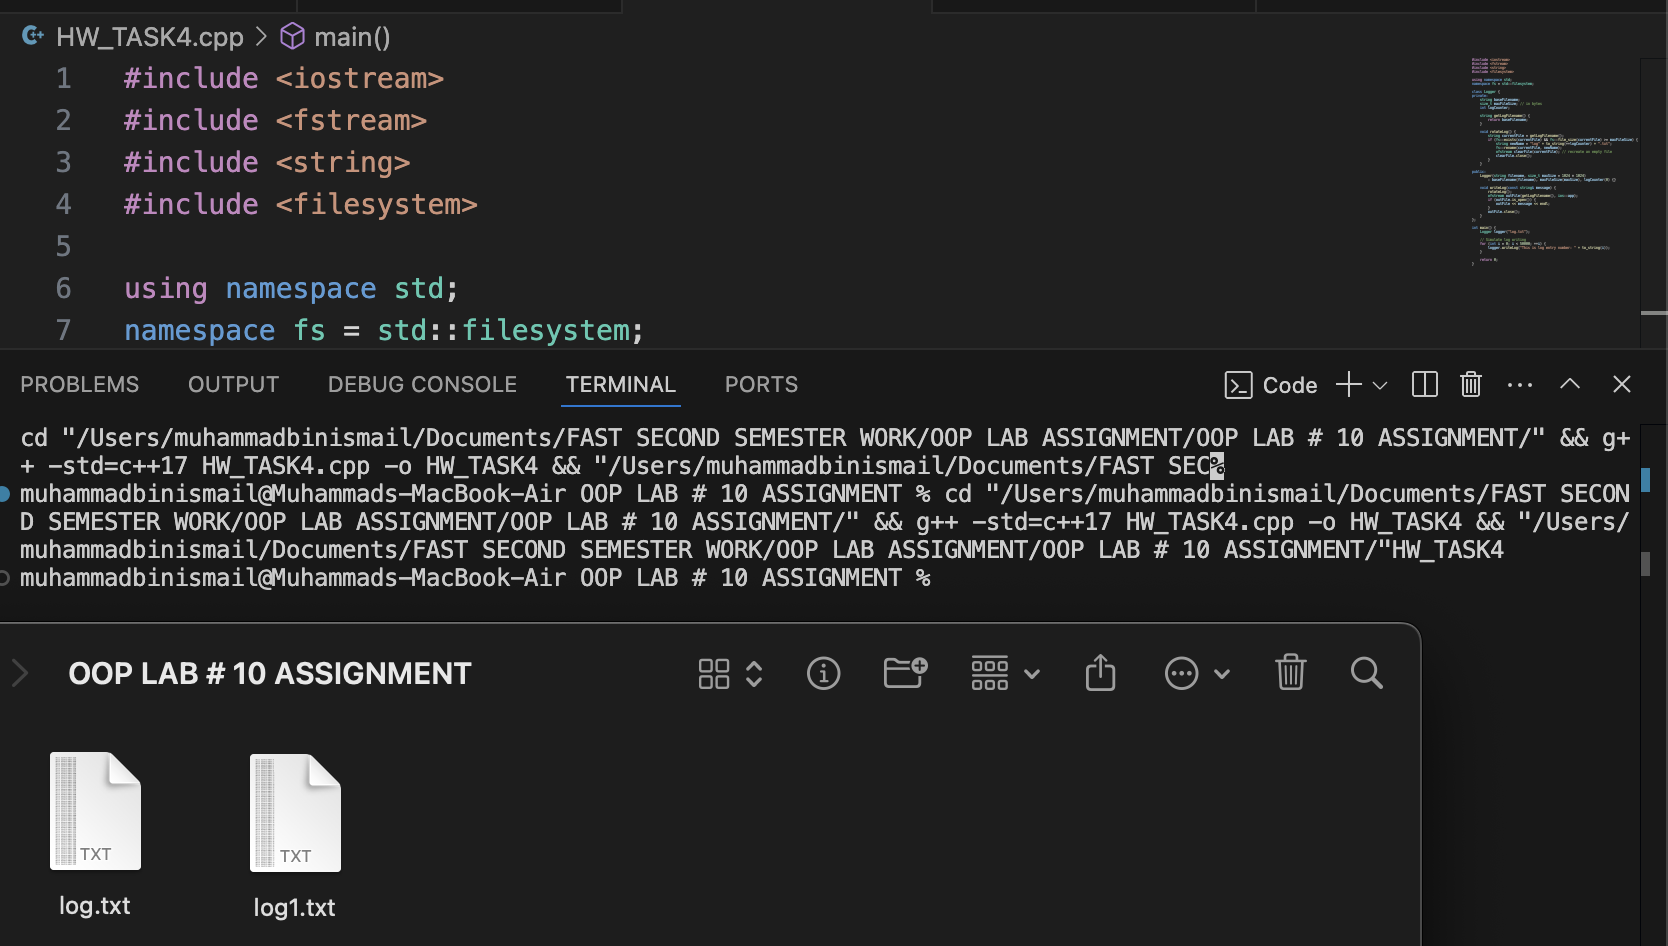 HW_TASK4.cpp > main()
1 #include <iostream>
2 #include <fstream>
3 #include <string>
4 #include <filesystem>
5
6 using namespace std;
7 namespace fs = std::filesystem;
PROBLEMS OUTPUT DEBUG CONSOLE TERMINAL PORTS Code
cd "/Users/muhammadbinismail/Documents/FAST SECOND SEMESTER WORK/OOP LAB ASSIGNMENT/OOP LAB # 10 ASSIGNMENT/" && g+
+ -std=c++17 HW_TASK4.cpp -o HW_TASK4 && "/Users/muhammadbinismail/Documents/FAST SEC%
muhammadbinismail@Muhammads-MacBook-Air OOP LAB # 10 ASSIGNMENT % cd "/Users/muhammadbinismail/Documents/FAST SECON
D SEMESTER WORK/OOP LAB ASSIGNMENT/OOP LAB # 10 ASSIGNMENT/" && g++ -std=c++17 HW_TASK4.cpp -o HW_TASK4 && "/Users/
muhammadbinismail/Documents/FAST SECOND SEMESTER WORK/OOP LAB ASSIGNMENT/OOP LAB # 10 ASSIGNMENT/"HW_TASK4
muhammadbinismail@Muhammads-MacBook-Air OOP LAB # 10 ASSIGNMENT %
OOP LAB # 10 ASSIGNMENT
TXT TXT
log.txt log1.txt